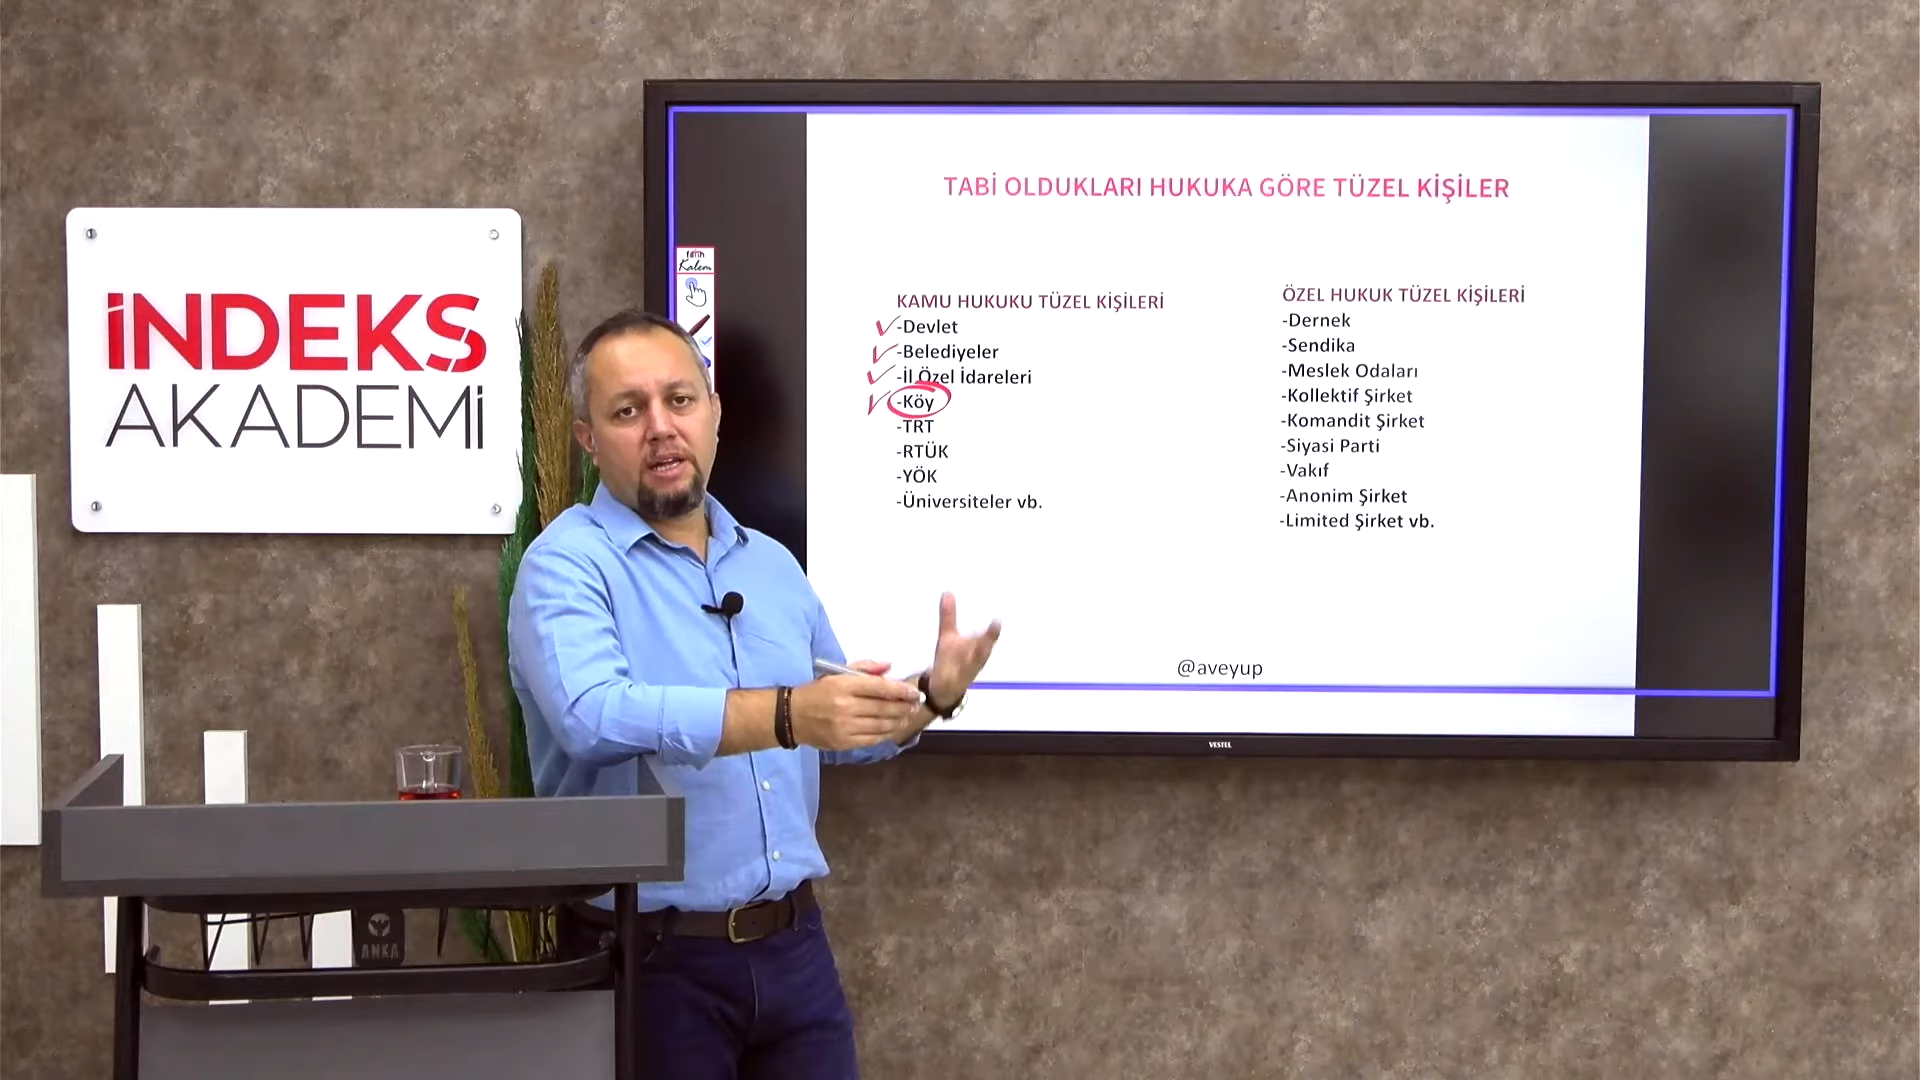 İNDEKS
AKADEMİ
fatih
Kalem
TABİ OLDUKLARI HUKUKA GÖRE TÜZEL KİŞİLER
KAMU HUKUKU TÜZEL KİŞİLERİ
-Devlet
-Belediyeler
-İl Özel İdareleri
-Köy
-TRT
-RTÜK
-YÖK
-Üniversiteler vb.
ÖZEL HUKUK TÜZEL KİŞİLERİ
-Dernek
-Sendika
-Meslek Odaları
-Kollektif Şirket
-Komandit Şirket
-Siyasi Parti
-Vakıf
-Anonim Şirket
-Limited Şirket vb.
@aveyup
VESTEL
ANKA